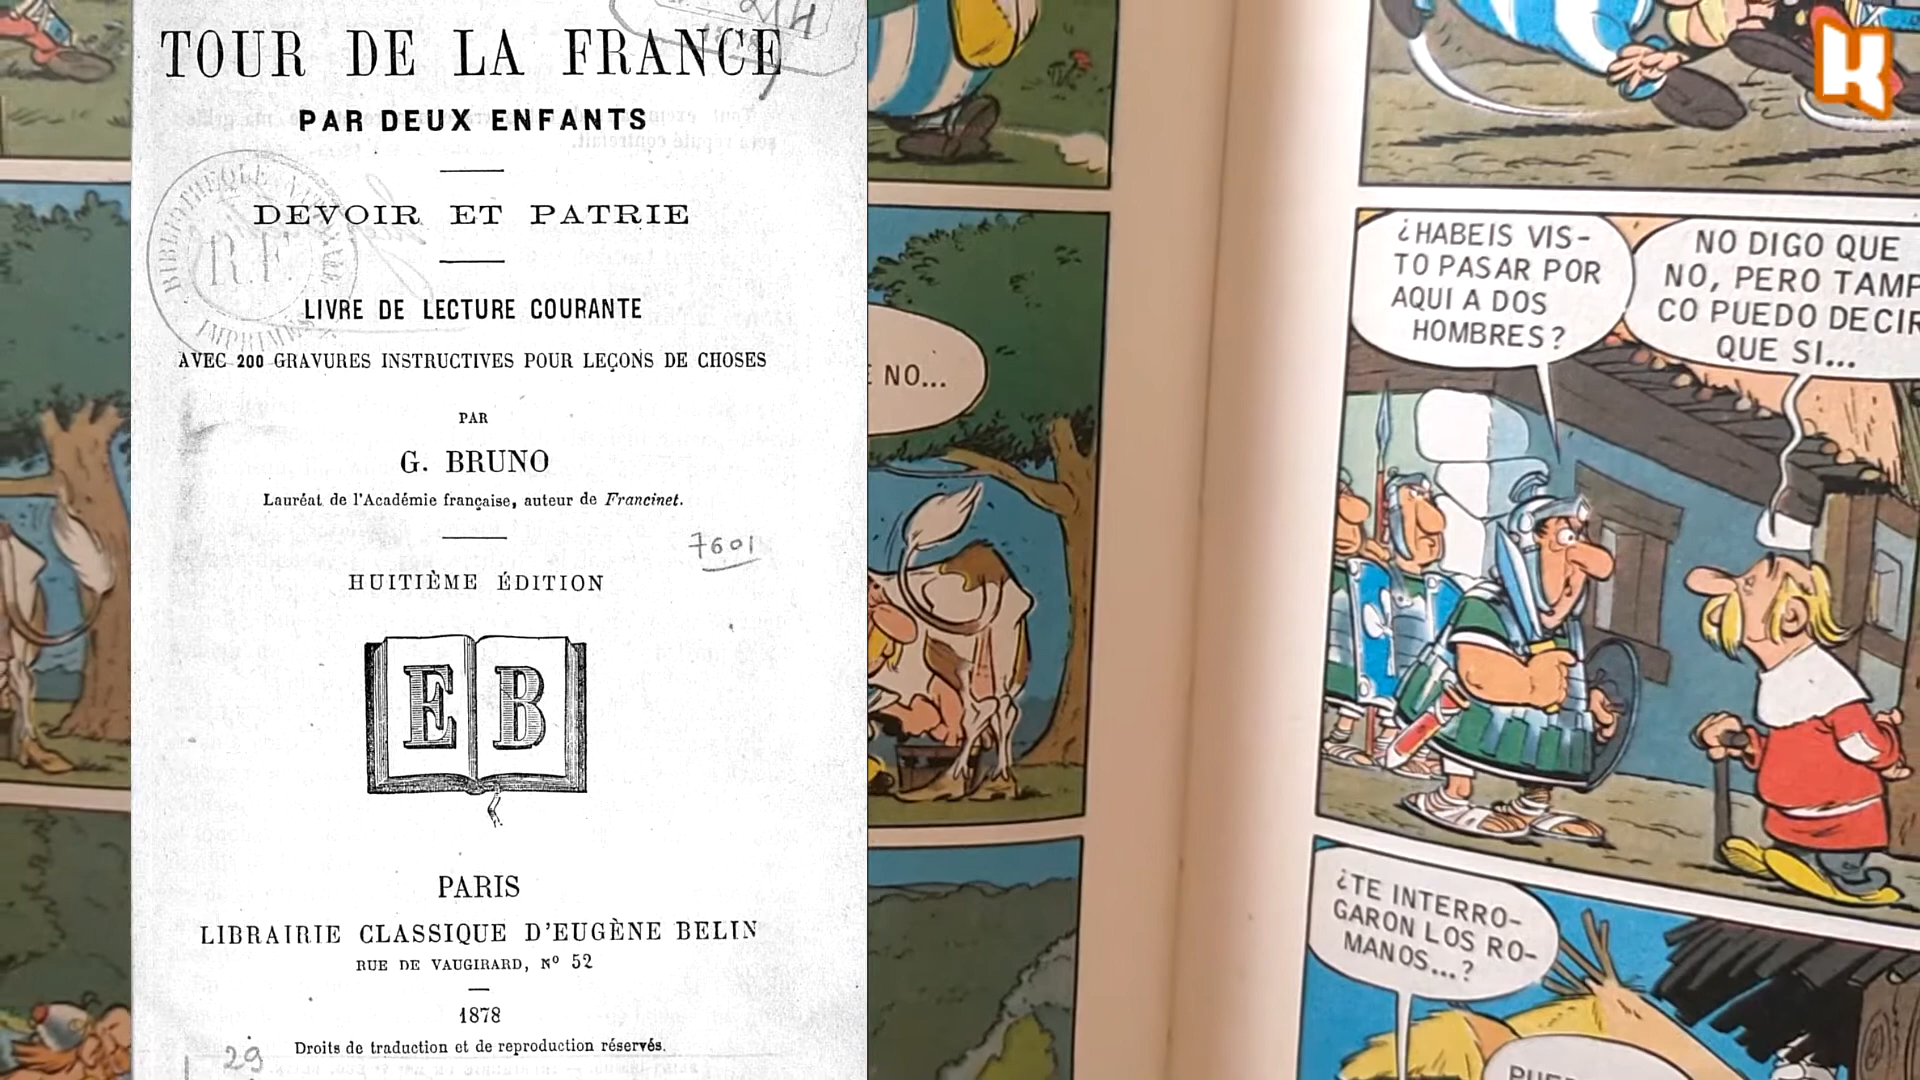 TOUR DE LA FRANCE
PAR DEUX ENFANTS
DEVOIR ET PATRIE
LIVRE DE LECTURE COURANTE
AVEC 200 GRAVURES INSTRUCTIVES POUR LEÇONS DE CHOSES
PAR
G. BRUNO
Lauréat de l'Académie française, auteur de Francinet.
7601
HUITIÈME ÉDITION
E B
PARIS
LIBRAIRIE CLASSIQUE D'EUGÈNE BELIN
RUE DE VAUGIRARD, Nº 52
1878
Droits de traduction et de reproduction réservés.
29
R.F.
NO...
¿HABEIS VIS-
TO PASAR POR
AQUI A DOS
HOMBRES?
NO DIGO QUE
NO, PERO TAMP
CO PUEDO DECIR
QUE SI...
¿TE INTERRO-
GARON LOS RO-
MANOS...?
K